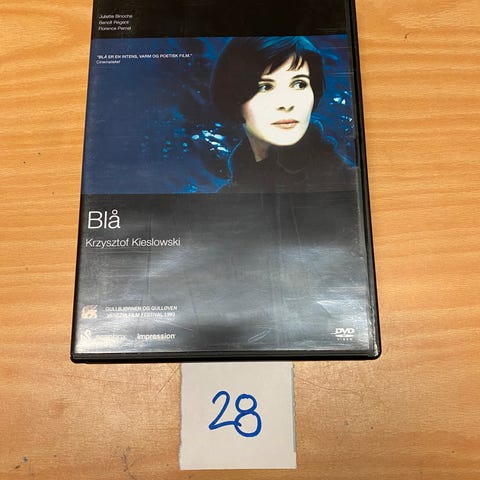 Juliette Binoche
Benoît Régent
Florence Pernel
"BLÅ ER EN INTENS, VARM OG POETISK FILM."
Cinemateket
Blå
Krzysztof Kieslowski
GULLBJØRNEN OG GULLØVEN
VENEZIA FILM FESTIVAL 1993
impression
DVD
VIDEO
28